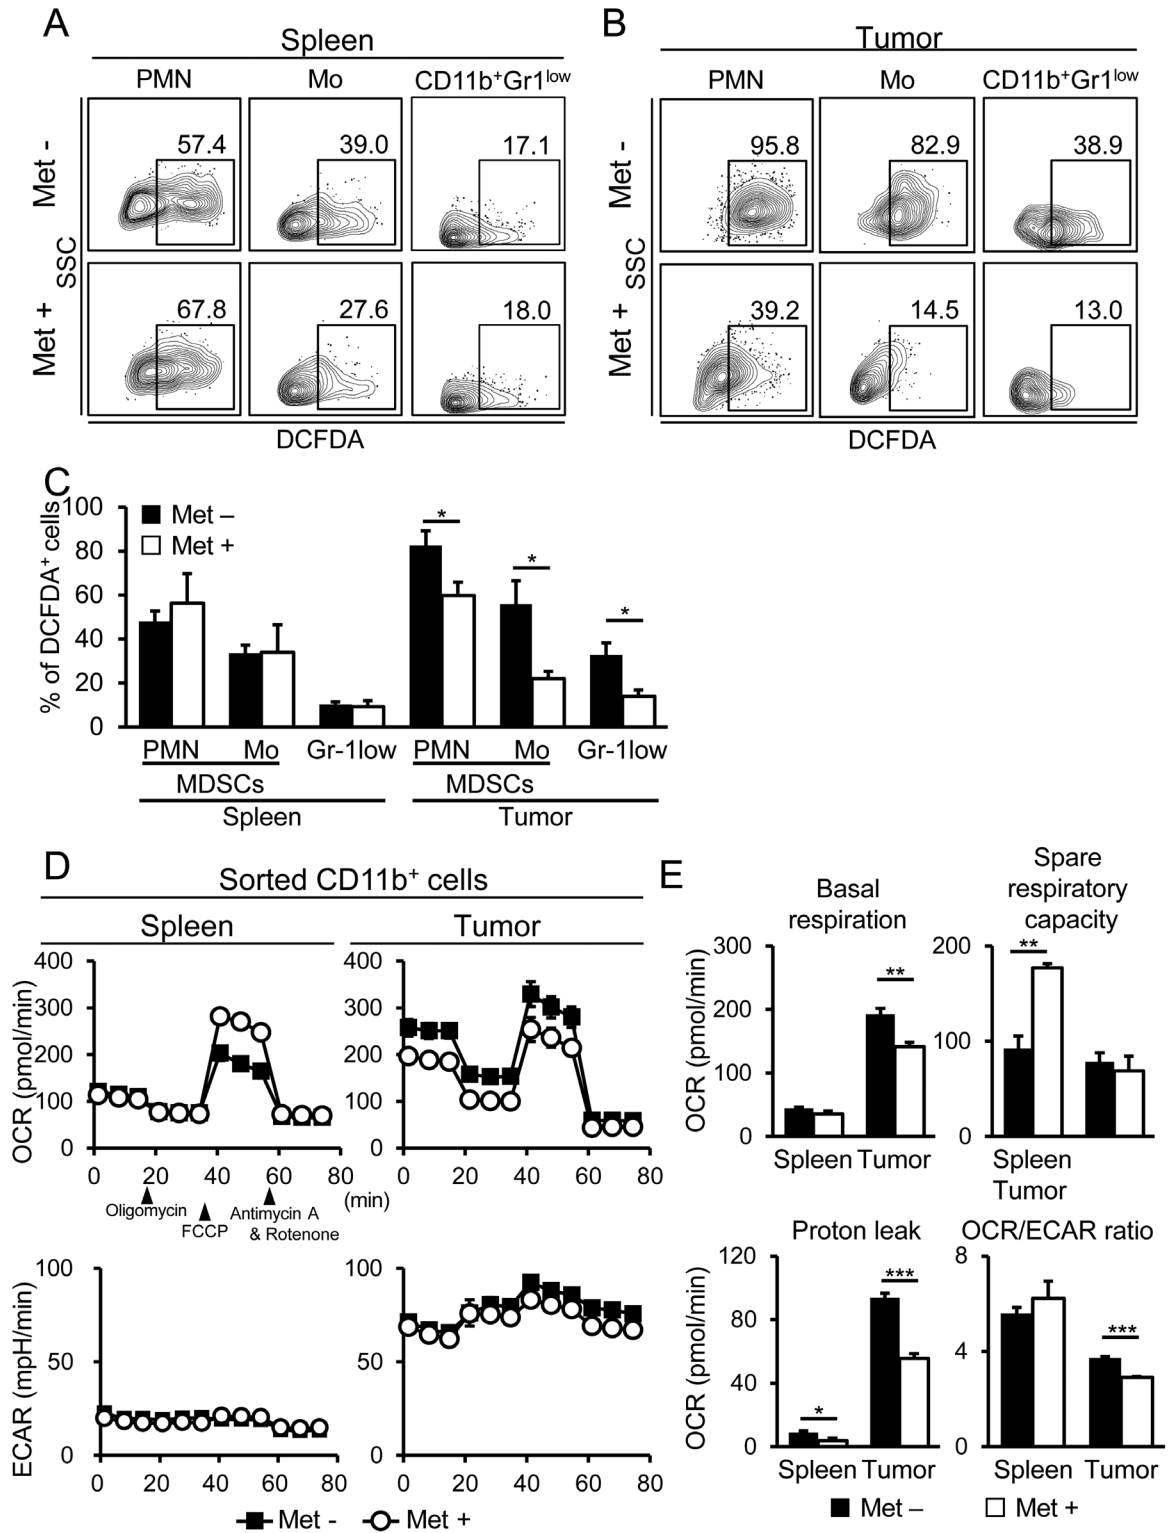 A
Spleen
PMN Mo CD11b+Gr1low
Met -
57.4 39.0 17.1
Met +
67.8 27.6 18.0
SSC
DCFDA
B
Tumor
PMN Mo CD11b+Gr1low
Met -
95.8 82.9 38.9
Met +
39.2 14.5 13.0
SSC
DCFDA
C
% of DCFDA+ cells
100
80
60
40
20
0
Met –
Met +
* * *
PMN Mo Gr-1low PMN Mo Gr-1low
MDSCs MDSCs
Spleen Tumor
D
Sorted CD11b+ cells
Spleen Tumor
OCR (pmol/min)
400 400
300 300
200 200
100 100
0 0
0 20 40 60 80 0 20 40 60 80
(min)
Oligomycin
FCCP
Antimycin A
& Rotenone
ECAR (mpH/min)
100 100
50 50
0 0
0 20 40 60 80 0 20 40 60 80
Met - Met +
E
Basal
respiration
OCR (pmol/min)
300
200
100
0
**
Spleen Tumor
Spare
respiratory
capacity
200
100
0
**
Spleen
Tumor
Proton leak
OCR (pmol/min)
120
80
40
0
* ***
Spleen Tumor
OCR/ECAR ratio
8
4
0
***
Spleen Tumor
Met – Met +